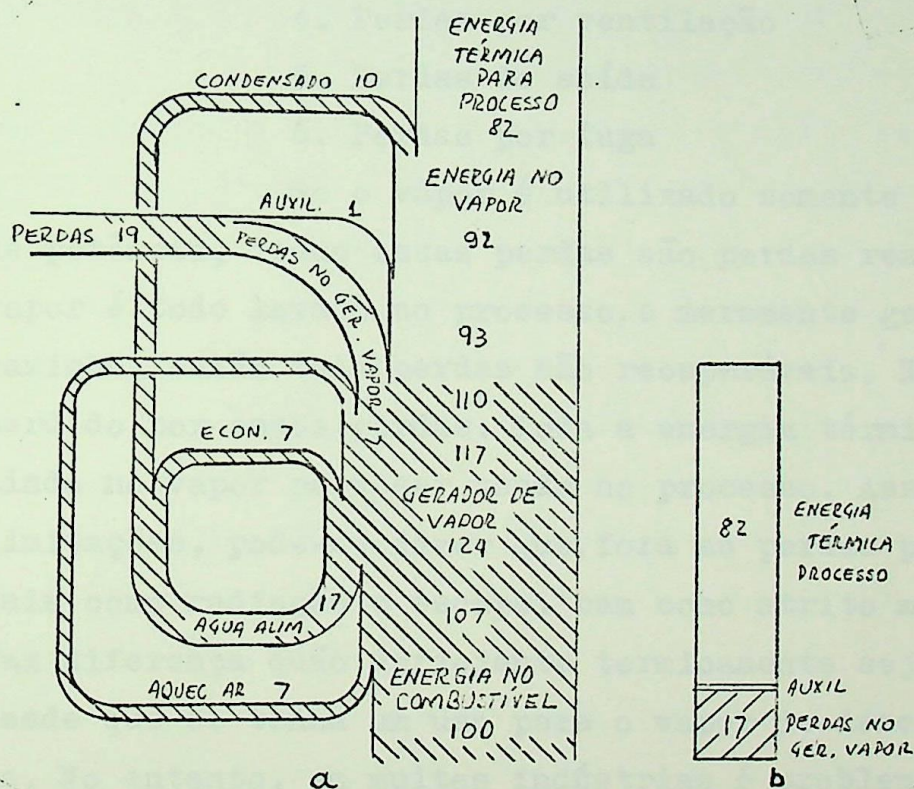 ENERGIA
TÉRMICA
PARA
PROCESSO
82
CONDENSADO 10
ENERGIA NO
VAPOR
92
AUXIL. 1
PERDAS 19
PERDAS NO GER. VAPOR 17
93
110
117
ECON. 7
GERADOR DE
VAPOR
124
17
AGUA ALIM
107
AQUEC AR 7
ENERGIA NO
COMBUSTÍVEL
100
a
82
ENERGIA
TÉRMICA
PROCESSO
AUXIL
17
PERDAS NO
GER. VAPOR
b